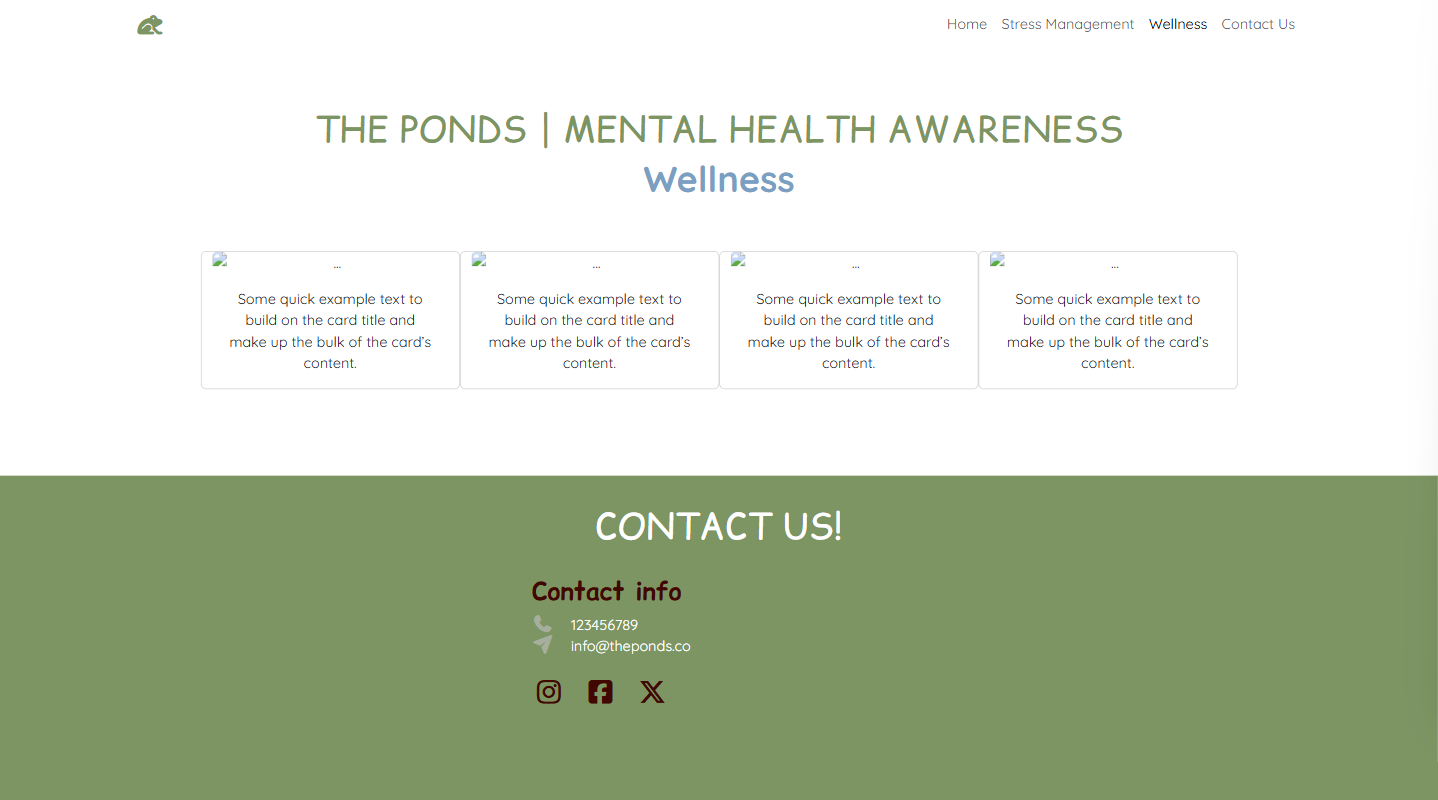 Home Stress Management Wellness Contact Us
THE PONDS | MENTAL HEALTH AWARENESS
Wellness
... ... ... ...
Some quick example text to
build on the card title and
make up the bulk of the card's
content.
Some quick example text to
build on the card title and
make up the bulk of the card's
content.
Some quick example text to
build on the card title and
make up the bulk of the card's
content.
Some quick example text to
build on the card title and
make up the bulk of the card's
content.
CONTACT US!
Contact info
123456789
info@theponds.co